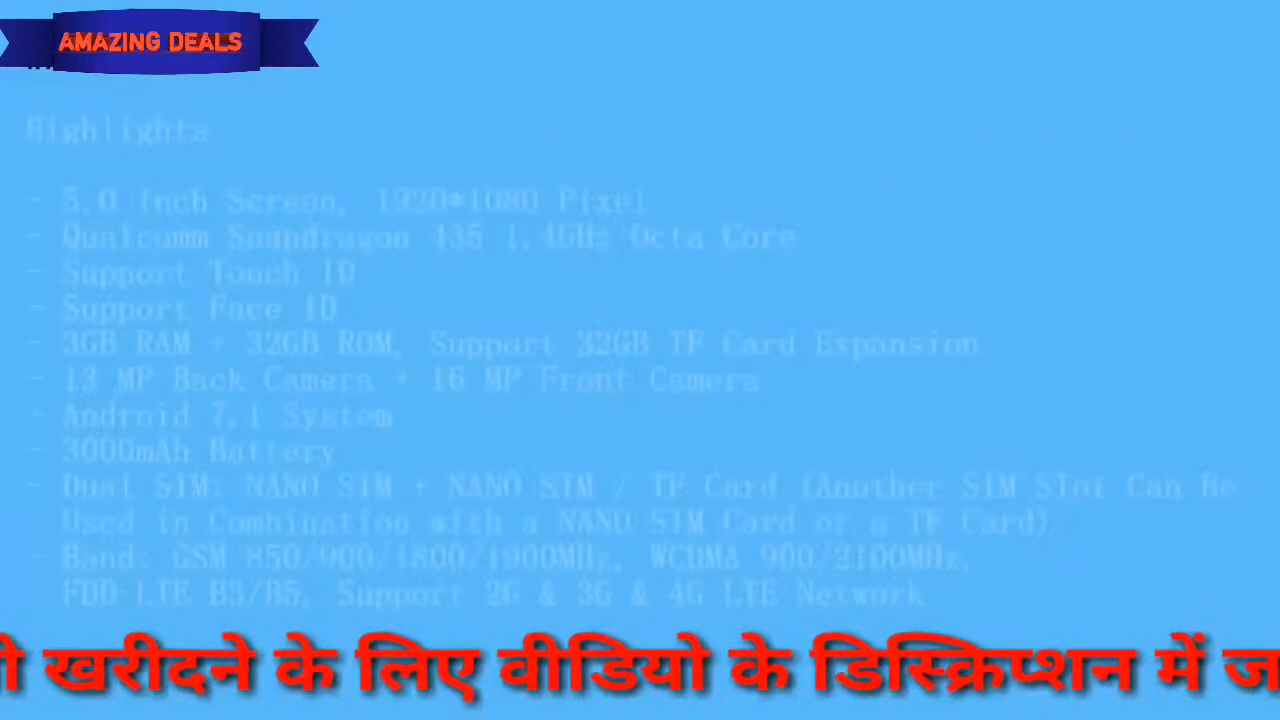 AMAZING DEALS
Highlights
- 5.0 Inch Screno, 1920*1080 Pixel
- Qualcomm Snapdragon 435 1.4GHz Octa Core
- Support Touch ID
- Support Face ID
- 3GB RAM + 32GB ROM, Support 32GB TF Card Expansion
- 13 MP Back Camera + 16 MP Front Camera
- Android 7.1 System
- 3000mAh Battery
- Dual SIM: NANO SIM + NANO SIM / TF Card (Another SIM Slot Can Be
Used in Combination with a NANO SIM Card or a TF Card)
- Band: GSM 850/900/1800/1900MHz, WCDMA 900/2100MHz,
FDD-LTE B3/B5, Support 2G & 3G & 4G LTE Network
खरीदने के लिए वीडियो के डिस्क्रिप्शन में